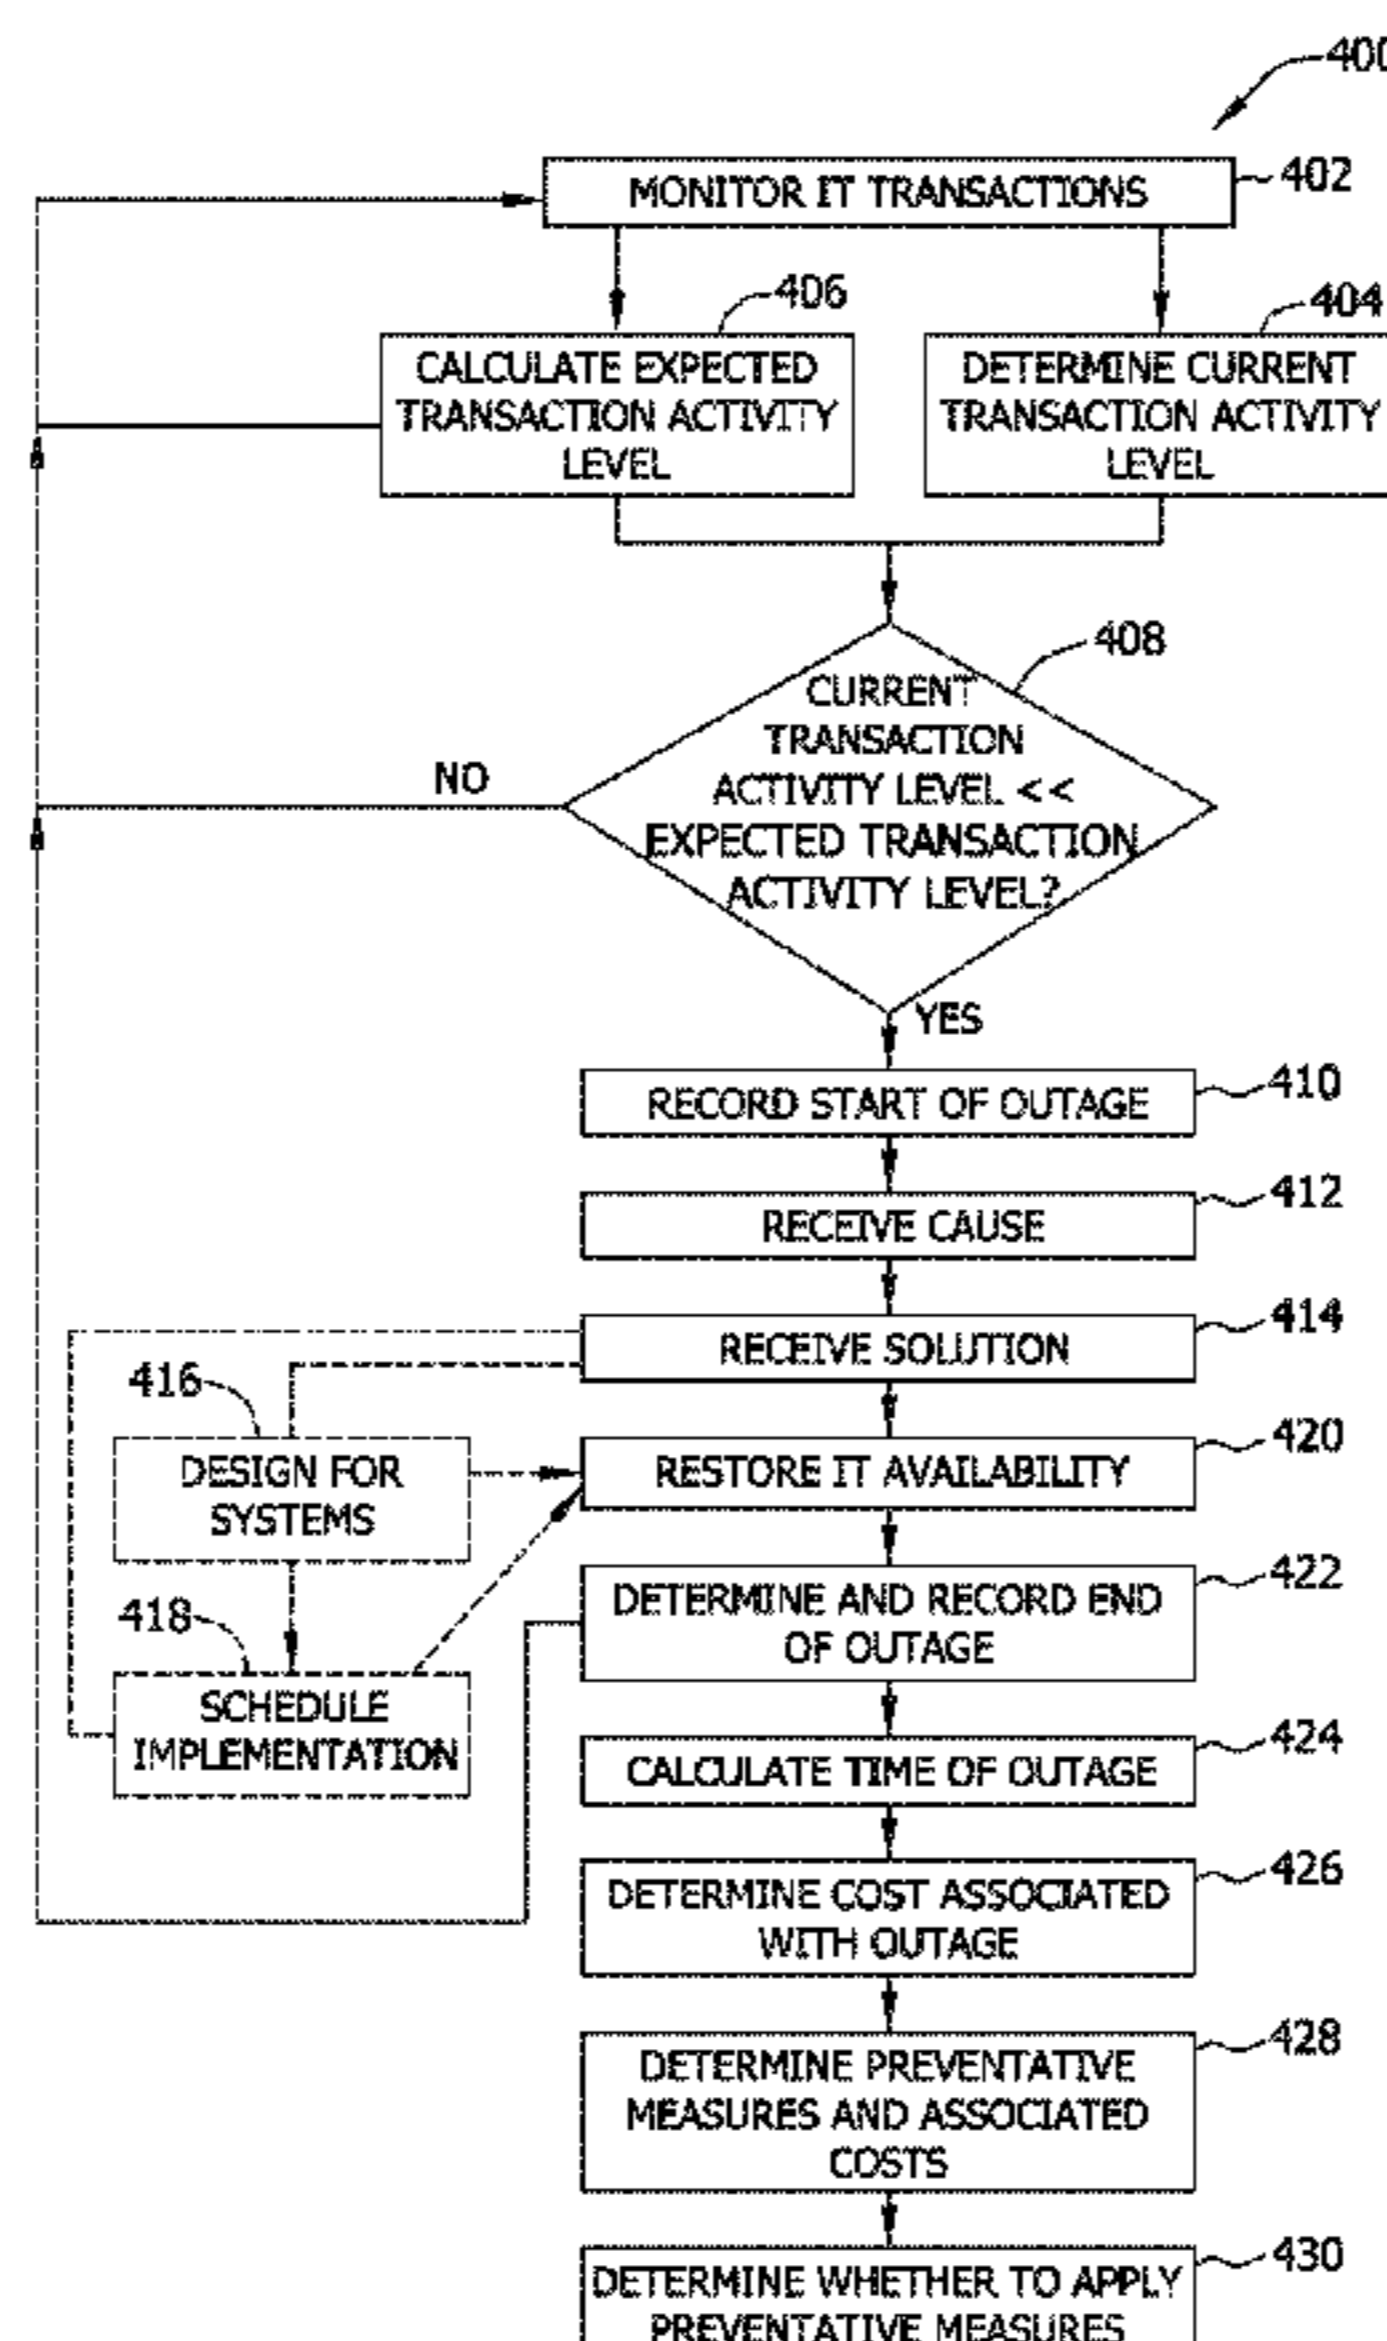 400
MONITOR IT TRANSACTIONS
402
406
404
CALCULATE EXPECTED
TRANSACTION ACTIVITY
LEVEL
DETERMINE CURRENT
TRANSACTION ACTIVITY
LEVEL
408
CURRENT
TRANSACTION
ACTIVITY LEVEL <<
EXPECTED TRANSACTION
ACTIVITY LEVEL?
NO
YES
RECORD START OF OUTAGE
410
RECEIVE CAUSE
412
RECEIVE SOLUTION
414
416
DESIGN FOR
SYSTEMS
RESTORE IT AVAILABILITY
420
418
SCHEDULE
IMPLEMENTATION
DETERMINE AND RECORD END
OF OUTAGE
422
CALCULATE TIME OF OUTAGE
424
DETERMINE COST ASSOCIATED
WITH OUTAGE
426
DETERMINE PREVENTATIVE
MEASURES AND ASSOCIATED
COSTS
428
DETERMINE WHETHER TO APPLY
PREVENTATIVE MEASURES
430